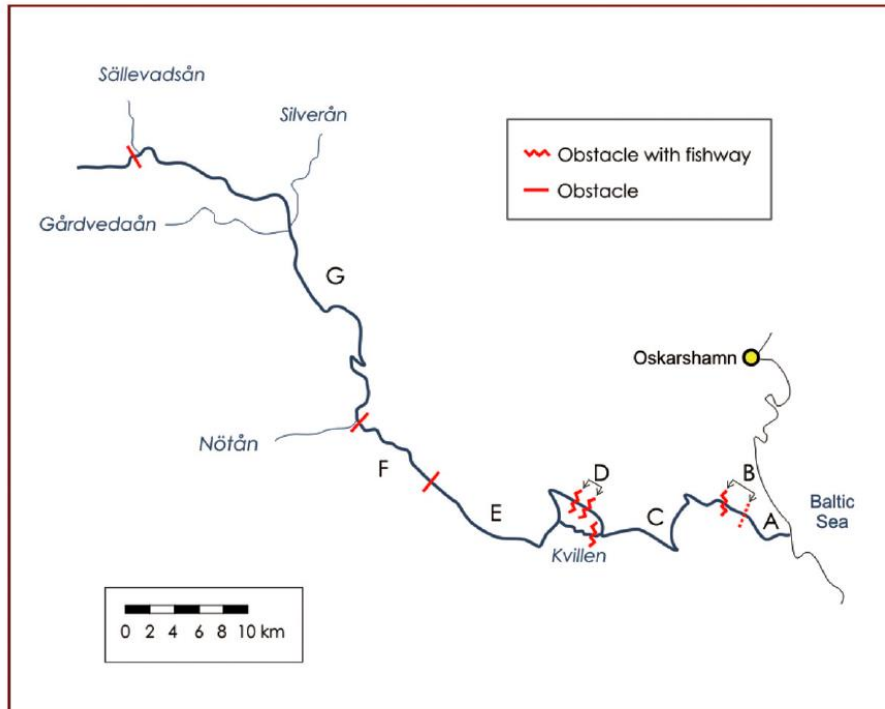 Sällevadsån
Silverån
Obstacle with fishway
Obstacle
Gårdvedaån
G
Oskarshamn
Nötån
F
D
B
E
C
A
Baltic
Sea
Kvillen
0 2 4 6 8 10 km